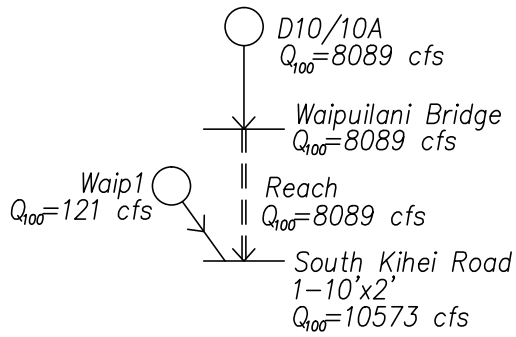 D10/10A
Q100=8089 cfs
Waipuilani Bridge
Q100=8089 cfs
Waip1
Q100=121 cfs
Reach
Q100=8089 cfs
South Kihei Road
1-10'x2'
Q100=10573 cfs